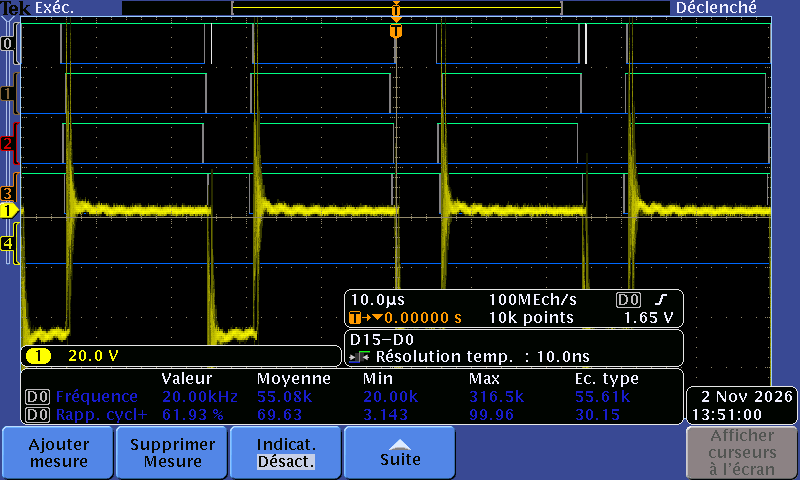 Tek Exéc. Déclenché
T
T
0
1
2
3
1
4
10.0µs 100MÉch/s D0
T→▼0.00000 s 10k points 1.65 V
D15-D0
Résolution temp. : 10.0ns
1 20.0 V
Valeur Moyenne Min Max Ec. type
D0 Fréquence 20.00kHz 55.08k 20.00k 316.5k 55.61k
D0 Rapp. cycl+ 61.93 % 69.63 3.143 99.96 30.15
2 Nov 2026
13:51:00
Ajouter
mesure
Supprimer
Mesure
Indicat.
Désact.
Suite
Afficher
curseurs
à l'écran